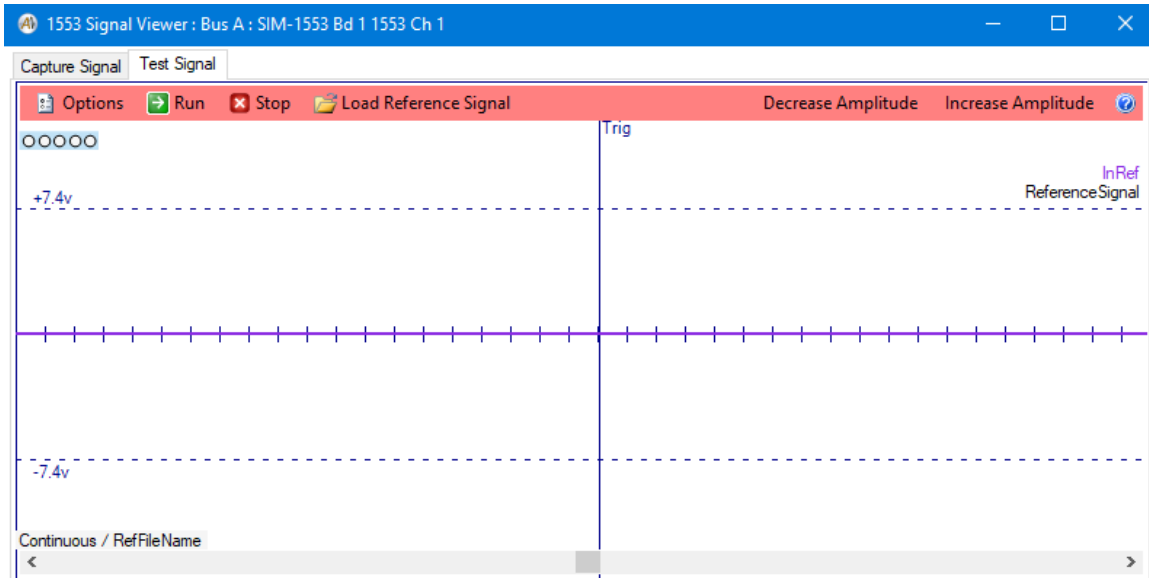 1553 Signal Viewer : Bus A : SIM-1553 Bd 1 1553 Ch 1
Capture Signal Test Signal
Options Run Stop Load Reference Signal Decrease Amplitude Increase Amplitude ?
OOOOO
Trig
InRef
ReferenceSignal
+7.4v
-7.4v
Continuous / RefFileName